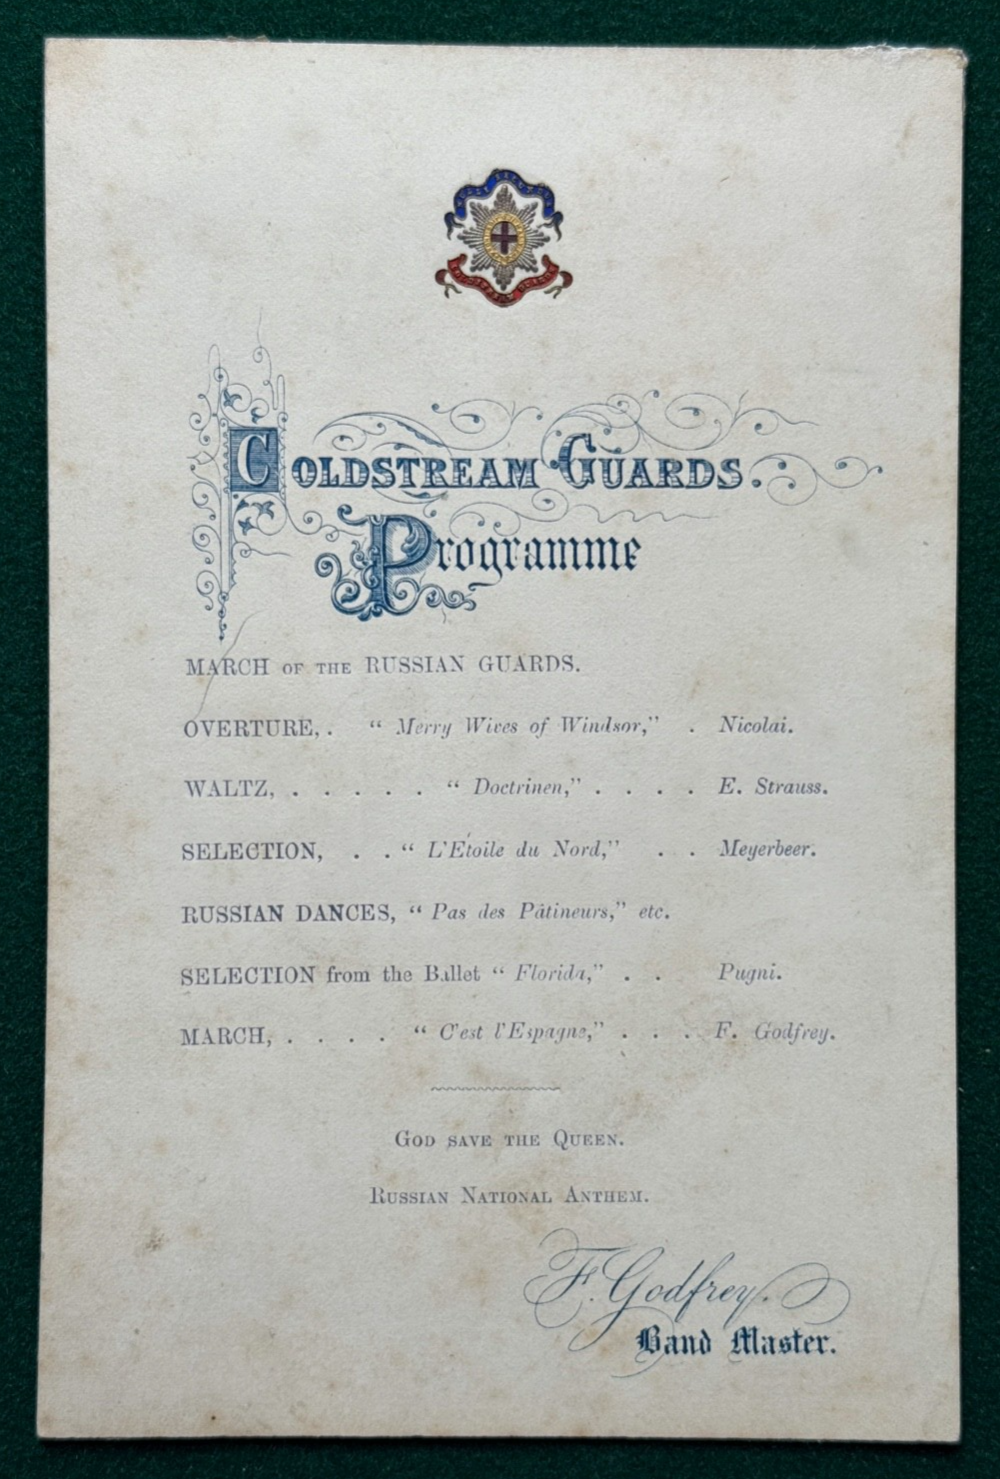 COLDSTREAM GUARDS.
Programme
MARCH OF THE RUSSIAN GUARDS.
OVERTURE, . " Merry Wives of Windsor," . Nicolai.
WALTZ, . . . . . " Doctrinen," . . . . E. Strauss.
SELECTION, . . " L'Etoile du Nord," . . Meyerbeer.
RUSSIAN DANCES, " Pas des Pâtineurs," etc.
SELECTION from the Ballet " Florida," . . Pugni.
MARCH, . . . . " C'est l'Espagne," . . . F. Godfrey.
GOD SAVE THE QUEEN.
RUSSIAN NATIONAL ANTHEM.
F. Godfrey.
Band Master.